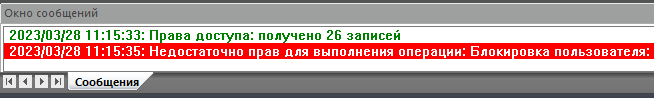 Окно сообщений
2023/03/28 11:15:33: Права доступа: получено 26 записей
2023/03/28 11:15:35: Недостаточно прав для выполнения операции: Блокировка пользователя:
Сообщения